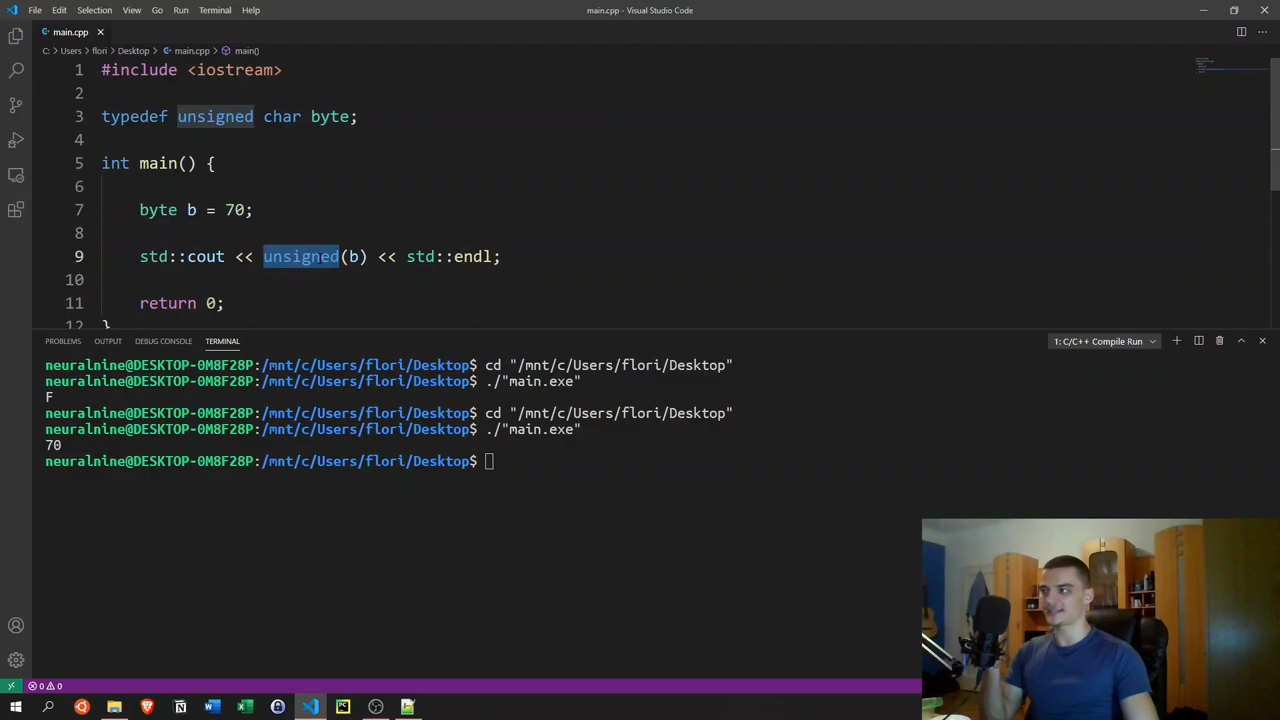 File Edit Selection View Go Run Terminal Help main.cpp - Visual Studio Code
main.cpp
C: > Users > flori > Desktop > main.cpp > main()
1 #include <iostream>
2
3 typedef unsigned char byte;
4
5 int main() {
6
7 byte b = 70;
8
9 std::cout << unsigned(b) << std::endl;
10
11 return 0;
12 }
PROBLEMS OUTPUT DEBUG CONSOLE TERMINAL 1: C/C++ Compile Run
neuralnine@DESKTOP-0M8F28P:/mnt/c/Users/flori/Desktop$ cd "/mnt/c/Users/flori/Desktop"
neuralnine@DESKTOP-0M8F28P:/mnt/c/Users/flori/Desktop$ ./"main.exe"
F
neuralnine@DESKTOP-0M8F28P:/mnt/c/Users/flori/Desktop$ cd "/mnt/c/Users/flori/Desktop"
neuralnine@DESKTOP-0M8F28P:/mnt/c/Users/flori/Desktop$ ./"main.exe"
70
neuralnine@DESKTOP-0M8F28P:/mnt/c/Users/flori/Desktop$
0 0